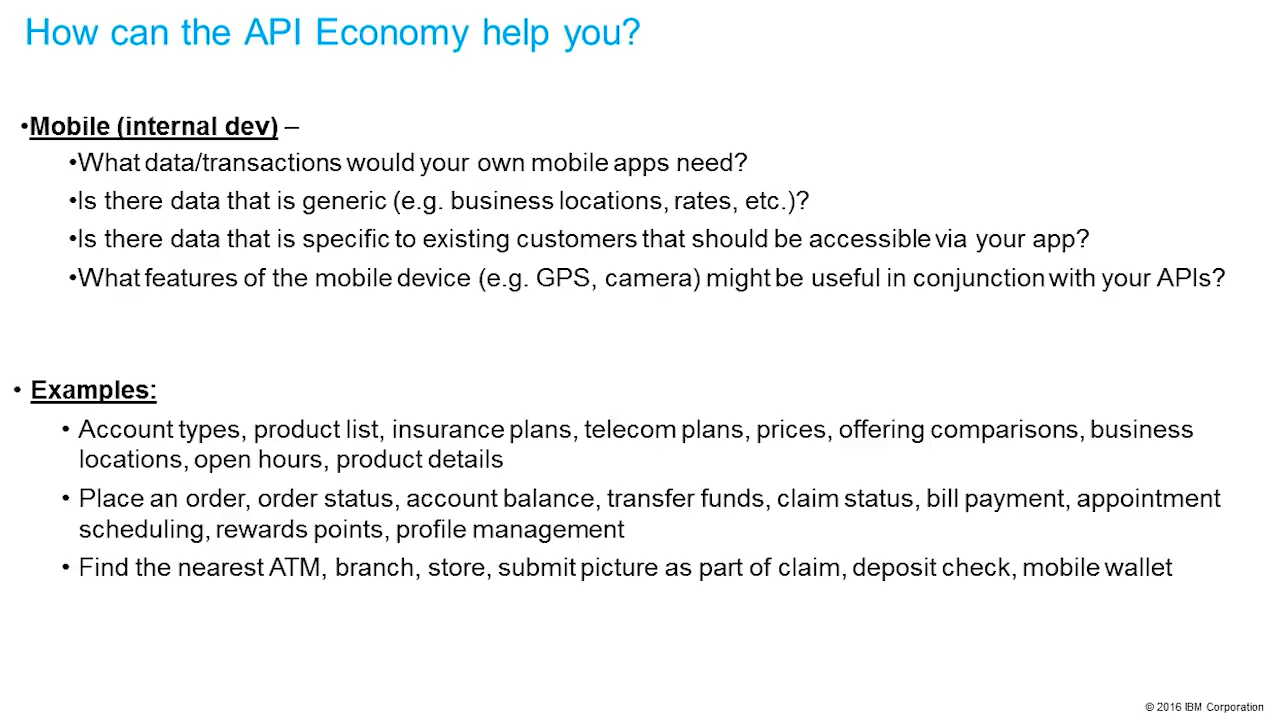 How can the API Economy help you?
•Mobile (internal dev) –
•What data/transactions would your own mobile apps need?
•Is there data that is generic (e.g. business locations, rates, etc.)?
•Is there data that is specific to existing customers that should be accessible via your app?
•What features of the mobile device (e.g. GPS, camera) might be useful in conjunction with your APIs?
• Examples:
• Account types, product list, insurance plans, telecom plans, prices, offering comparisons, business
locations, open hours, product details
• Place an order, order status, account balance, transfer funds, claim status, bill payment, appointment
scheduling, rewards points, profile management
• Find the nearest ATM, branch, store, submit picture as part of claim, deposit check, mobile wallet
© 2016 IBM Corporation